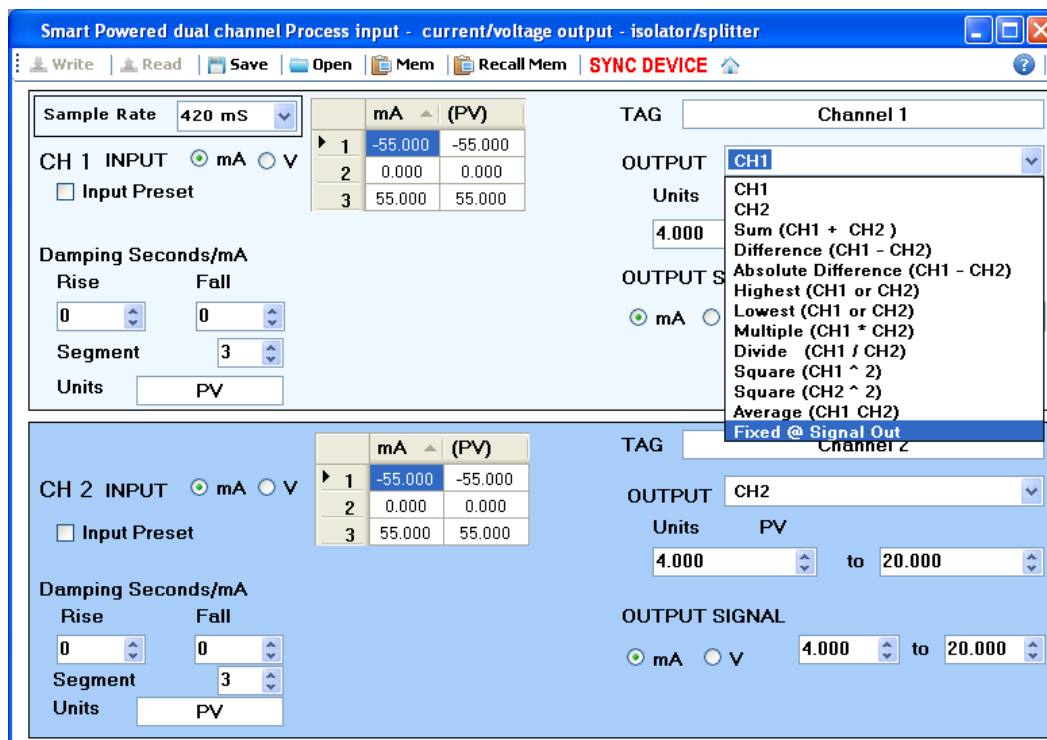 Smart Powered dual channel Process input - current/voltage output - isolator/splitter
Write Read Save Open Mem Recall Mem SYNC DEVICE ?
Sample Rate 420 mS
CH 1 INPUT mA V
Input Preset
mA (PV)
1 -55.000 -55.000
2 0.000 0.000
3 55.000 55.000
Damping Seconds/mA
Rise Fall
0 0
Segment 3
Units PV
TAG Channel 1
OUTPUT CH1
Units
4.000
OUTPUT S
mA
CH1
CH2
Sum (CH1 + CH2 )
Difference (CH1 - CH2)
Absolute Difference (CH1 - CH2)
Highest (CH1 or CH2)
Lowest (CH1 or CH2)
Multiple (CH1 * CH2)
Divide (CH1 / CH2)
Square (CH1 ^ 2)
Square (CH2 ^ 2)
Average (CH1 CH2)
Fixed @ Signal Out
CH 2 INPUT mA V
Input Preset
mA (PV)
1 -55.000 -55.000
2 0.000 0.000
3 55.000 55.000
Damping Seconds/mA
Rise Fall
0 0
Segment 3
Units PV
TAG Channel 2
OUTPUT CH2
Units PV
4.000 to 20.000
OUTPUT SIGNAL
mA V 4.000 to 20.000